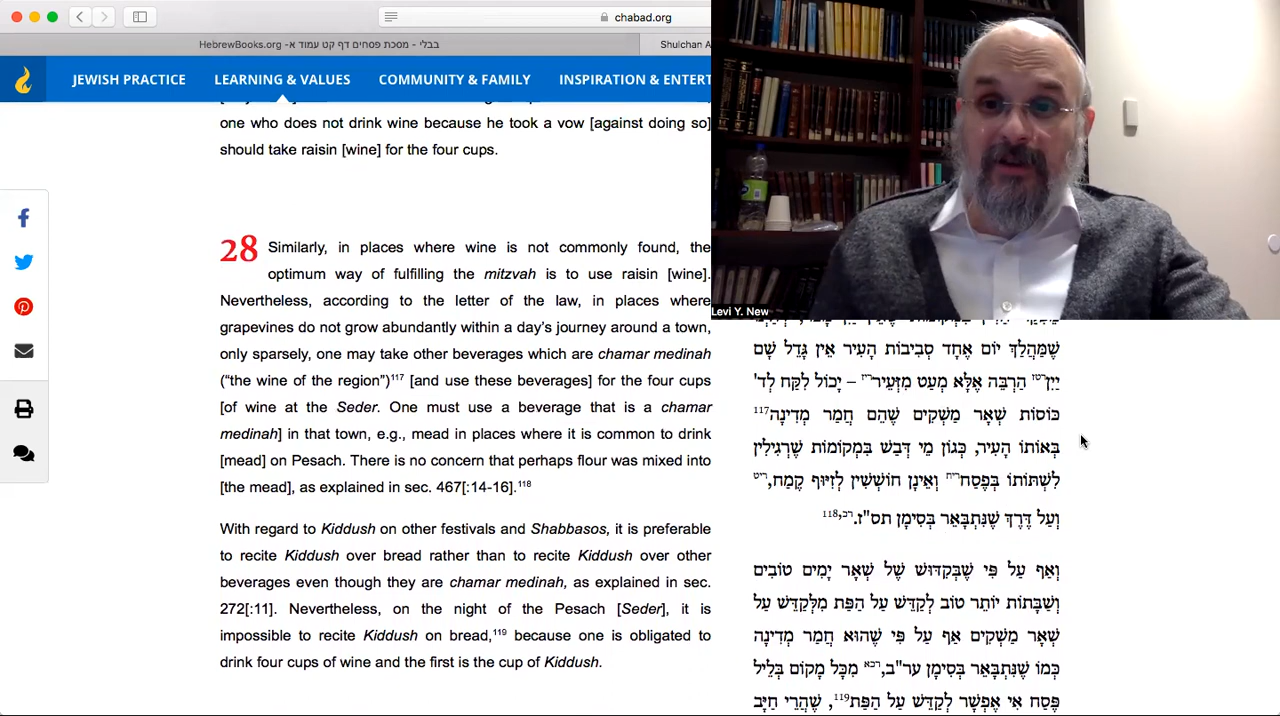 chabad.org
HebrewBooks.org -בבלי - מסכת פסחים דף קט עמוד א
Shulchan A
JEWISH PRACTICE
LEARNING & VALUES
COMMUNITY & FAMILY
INSPIRATION & ENTERT
one who does not drink wine because he took a vow [against doing so]
should take raisin [wine] for the four cups.
28 Similarly, in places where wine is not commonly found, the
optimum way of fulfilling the mitzvah is to use raisin [wine].
Nevertheless, according to the letter of the law, in places where
grapevines do not grow abundantly within a day’s journey around a town,
only sparsely, one may take other beverages which are chamar medinah
(“the wine of the region”)117 [and use these beverages] for the four cups
[of wine at the Seder. One must use a beverage that is a chamar
medinah] in that town, e.g., mead in places where it is common to drink
[mead] on Pesach. There is no concern that perhaps flour was mixed into
[the mead], as explained in sec. 467[:14-16].118
With regard to Kiddush on other festivals and Shabbasos, it is preferable
to recite Kiddush over bread rather than to recite Kiddush over other
beverages even though they are chamar medinah, as explained in sec.
272[:11]. Nevertheless, on the night of the Pesach [Seder], it is
impossible to recite Kiddush on bread,119 because one is obligated to
drink four cups of wine and the first is the cup of Kiddush.
Levi Y. New
שֶׁמַּהֲלַךְ יוֹם אֶחָד סְבִיבוֹת הָעִיר אֵין גָּדֵל שָׁם
יַיִןרטז הַרְבֵּה אֶלָּא מְעַט מִזְּעֵיררי – יָכוֹל לִקַּח לְד'
כּוֹסוֹת שְׁאָר מַשְׁקִים שֶׁהֵם חֲמַר מְדִינָה117
בְּאוֹתוֹ הָעִיר, כְּגוֹן מֵי דְּבַשׁ בִּמְקוֹמוֹת שֶׁרְגִילִין
לִשְׁתּוֹתוֹ בְּפֶסַחריח וְאֵינָן חוֹשְׁשִׁין לְזִיּוּף קֶמַח,ריט
וְעַל דֶּרֶךְ שֶׁנִּתְבָּאֵר בְּסִימָן תס"ז.רכ,118
וְאַף עַל פִּי שֶׁבְּקִדּוּשׁ שֶׁל שְׁאָר יָמִים טוֹבִים
וְשַׁבָּתוֹת יוֹתֵר טוֹב לְקַדֵּשׁ עַל הַפַּת מִלְּקַדֵּשׁ עַל
שְׁאָר מַשְׁקִים אַף עַל פִּי שֶׁהוּא חֲמַר מְדִינָה
כְּמוֹ שֶׁנִּתְבָּאֵר בְּסִימָן ער"ב,רכא מִכָּל מָקוֹם בְּלֵיל
פֶּסַח אִי אֶפְשָׁר לְקַדֵּשׁ עַל הַפַּת119, שֶׁהֲרֵי חַיָּב